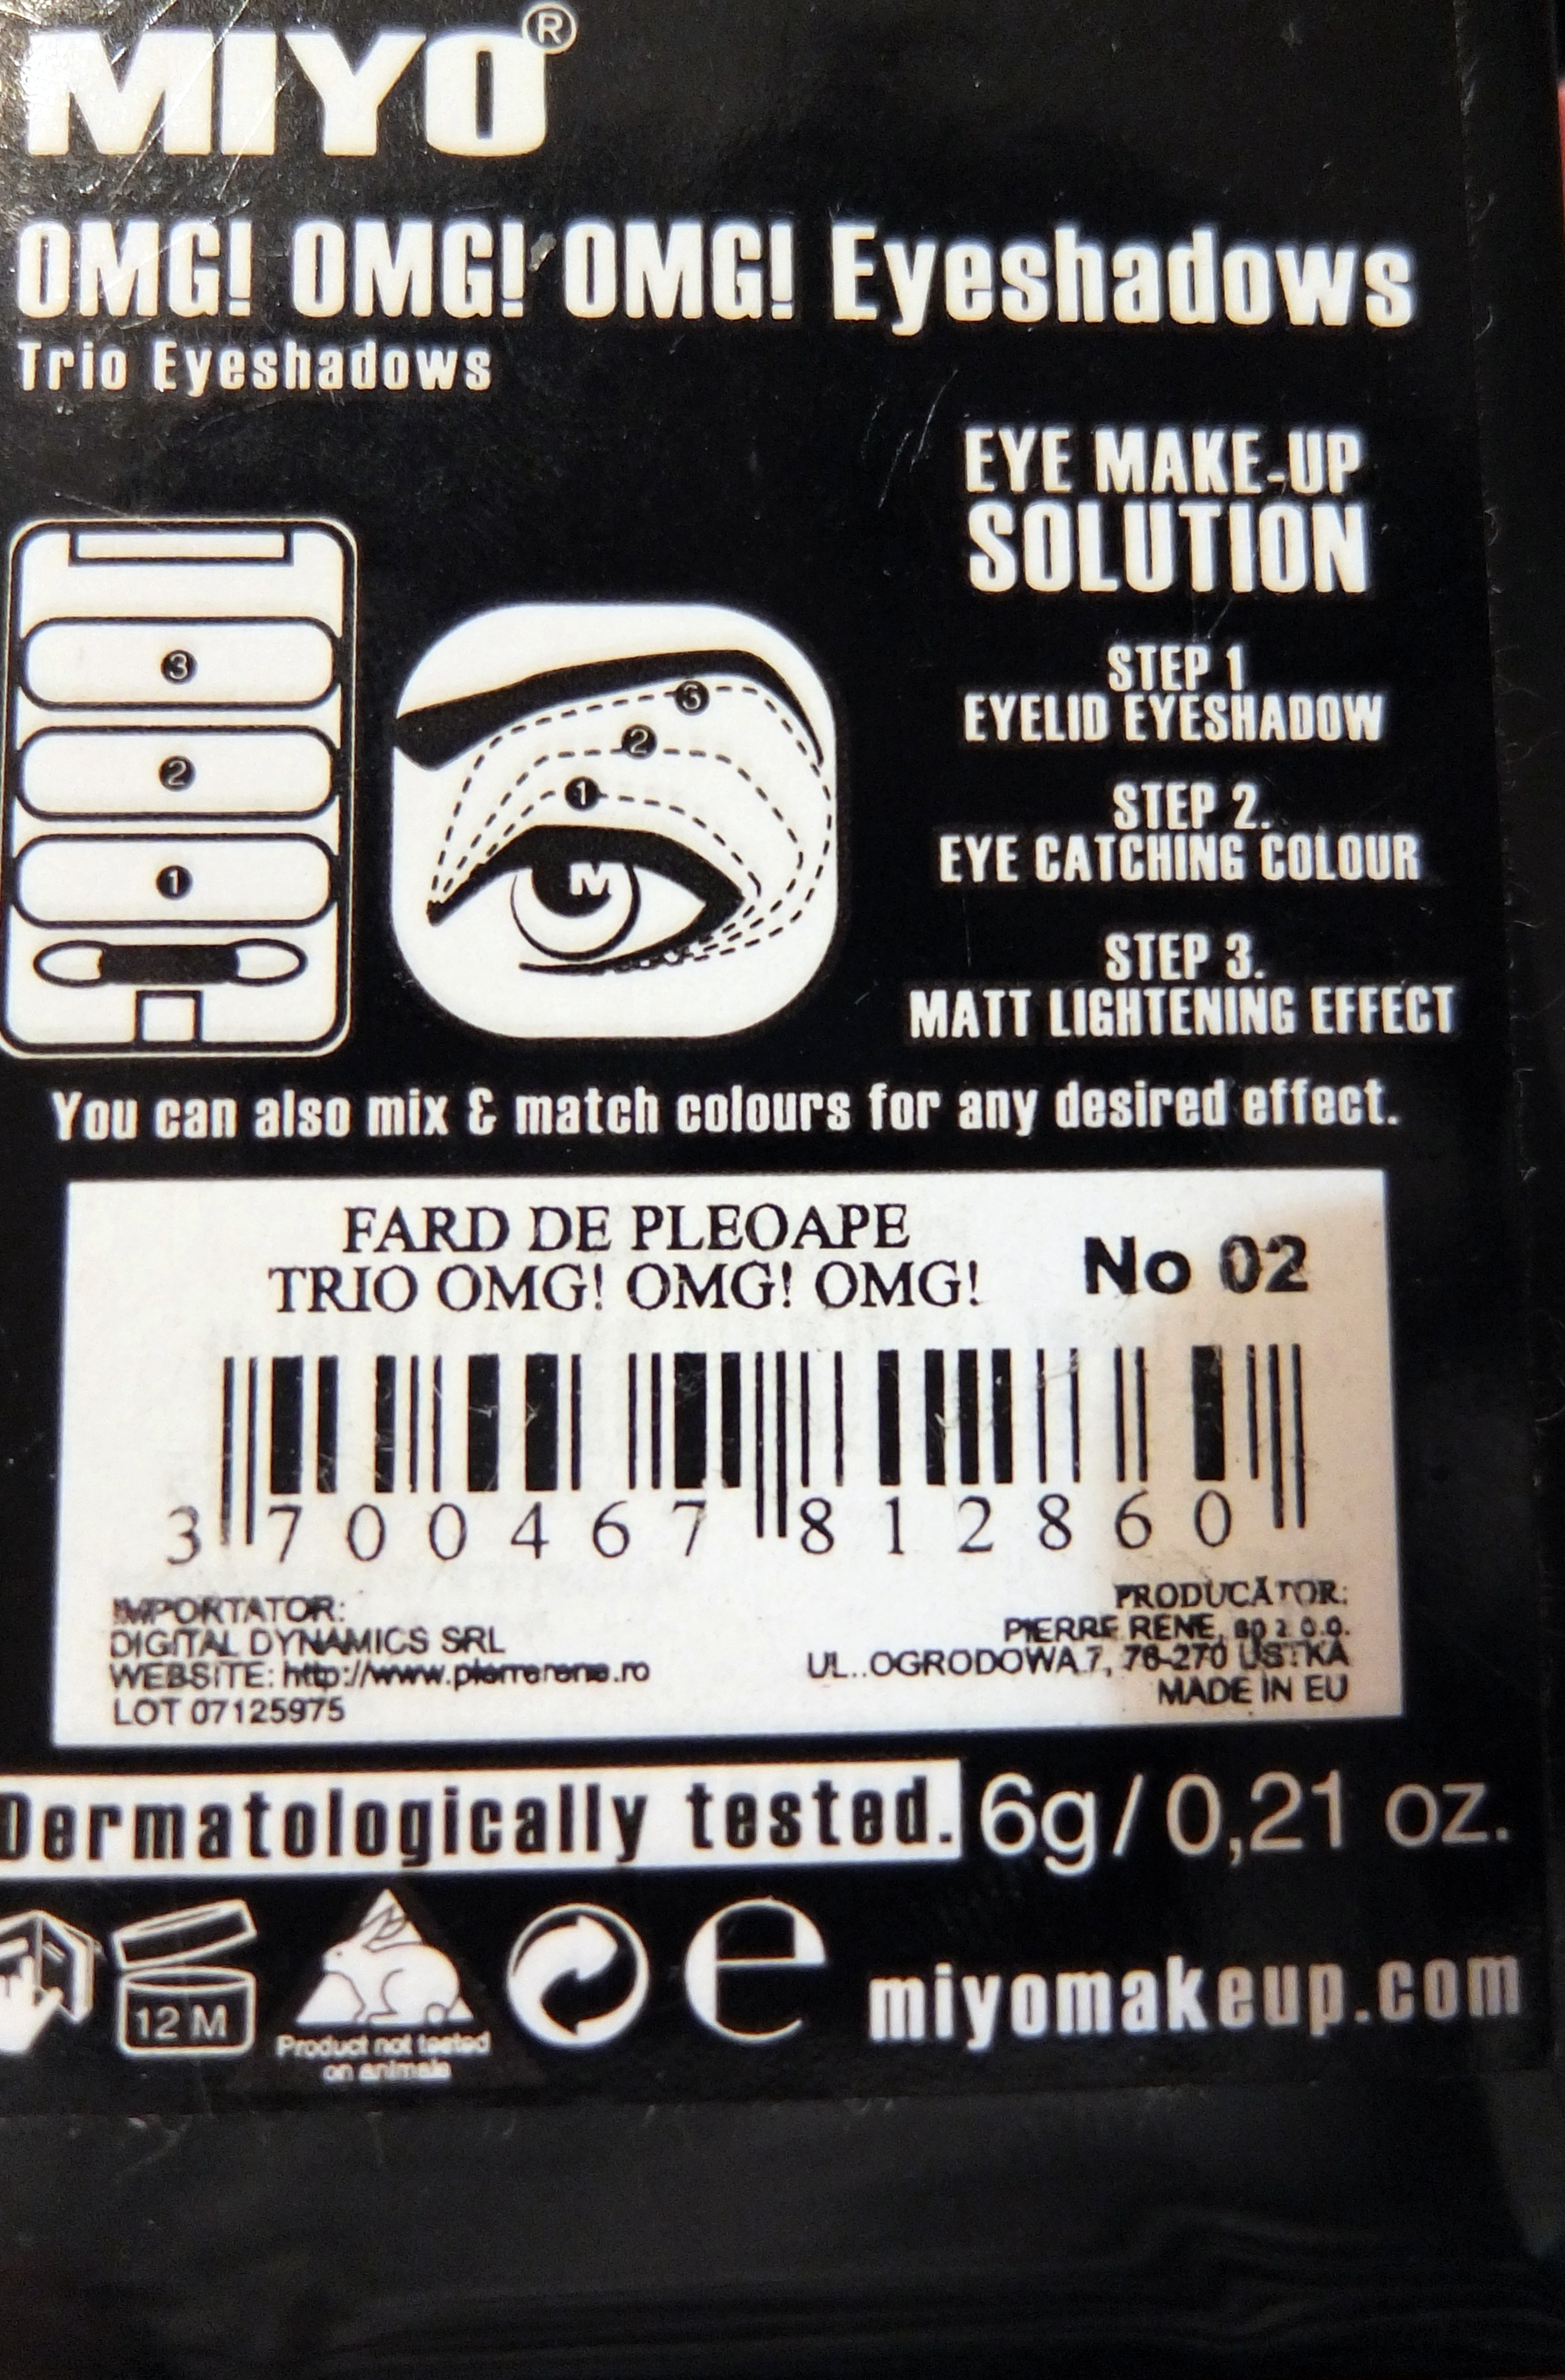 MIYO®
OMG! OMG! OMG! Eyeshadows
Trio Eyeshadows
EYE MAKE-UP
SOLUTION
3
2
1
3
2
1
M
STEP 1
EYELID EYESHADOW
STEP 2.
EYE CATCHING COLOUR
STEP 3.
MATT LIGHTENING EFFECT
You can also mix & match colours for any desired effect.
FARD DE PLEOAPE
TRIO OMG! OMG! OMG!
No 02
3 700467 812860
IMPORTATOR:
DIGITAL DYNAMICS SRL
WEBSITE: http://www.pierrerene.ro
LOT 07125975
PRODUCĂTOR:
PIERRE RENE, sp z o.o.
UL..OGRODOWA 7, 76-270 USTKA
MADE IN EU
Dermatologically tested.
6g/0,21 oz.
12 M
Product not tested
on animals
e
miyomakeup.com